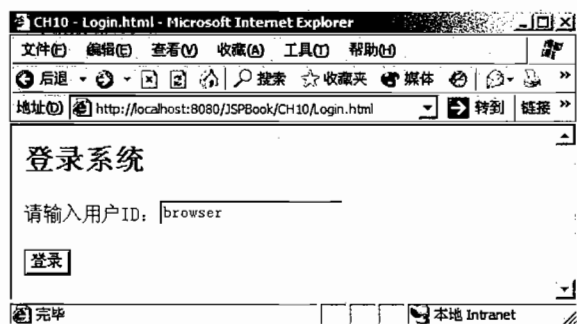 CH10 - Login.html - Microsoft Internet Explorer
文件(F) 编辑(E) 查看(V) 收藏(A) 工具(T) 帮助(H)
后退 搜索 收藏夹 媒体 »
地址(D) http://localhost:8080/JSPBook/CH10/Login.html 转到 链接 »
登录系统
请输入用户ID: browser
登录
完毕 本地 Intranet